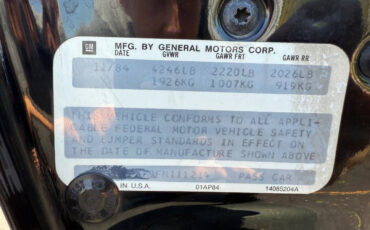 GM MFG. BY GENERAL MOTORS CORP.
DATE GVWR GAWR FRT GAWR RR
11/84 4246LB 2220LB 2026LB
1926KG 1007KG 919KG
THIS VEHICLE CONFORMS TO ALL APPLI-
CABLE FEDERAL MOTOR VEHICLE SAFETY
AND BUMPER STANDARDS IN EFFECT ON
THE DATE OF MANUFACTURE SHOWN ABOVE
PASS CAR
IN U.S.A. 01AP84 14085204A